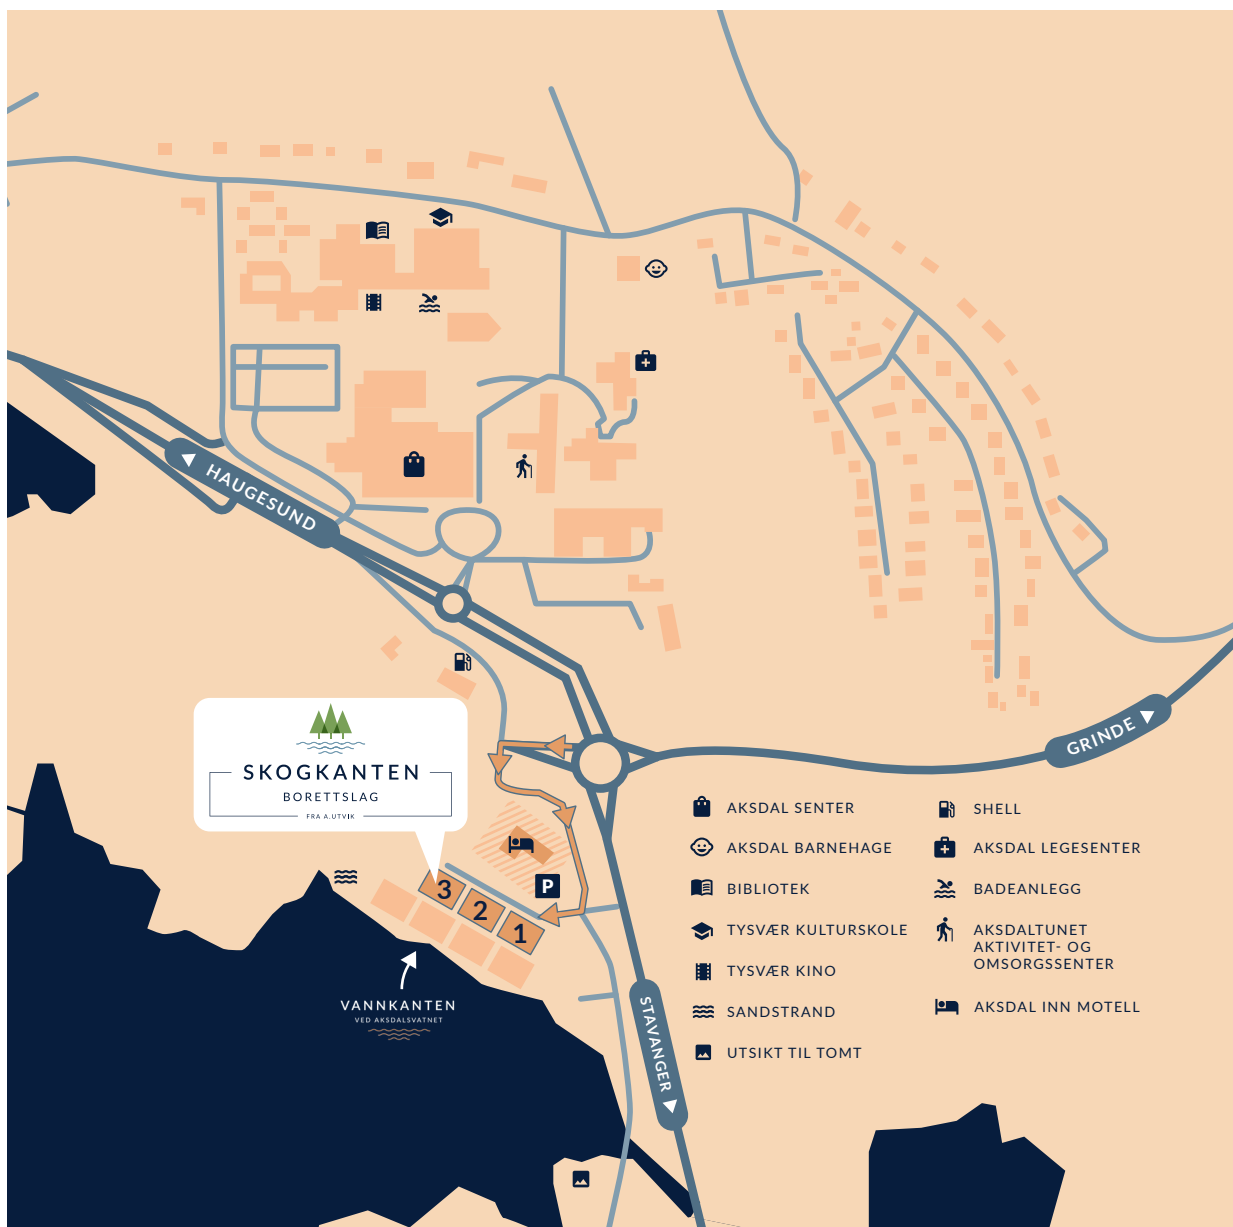 HAUGESUND
SKOGKANTEN
BORETTSLAG
FRA A.UTVIK
GRINDE
3
2
1
P
VANNKANTEN
VED AKSDALSVATNET
STAVANGER
AKSDAL SENTER
AKSDAL BARNEHAGE
BIBLIOTEK
TYSVÆR KULTURSKOLE
TYSVÆR KINO
SANDSTRAND
UTSIKT TIL TOMT
SHELL
AKSDAL LEGESENTER
BADEANLEGG
AKSDALTUNET
AKTIVITET- OG
OMSORGSSENTER
AKSDAL INN MOTELL